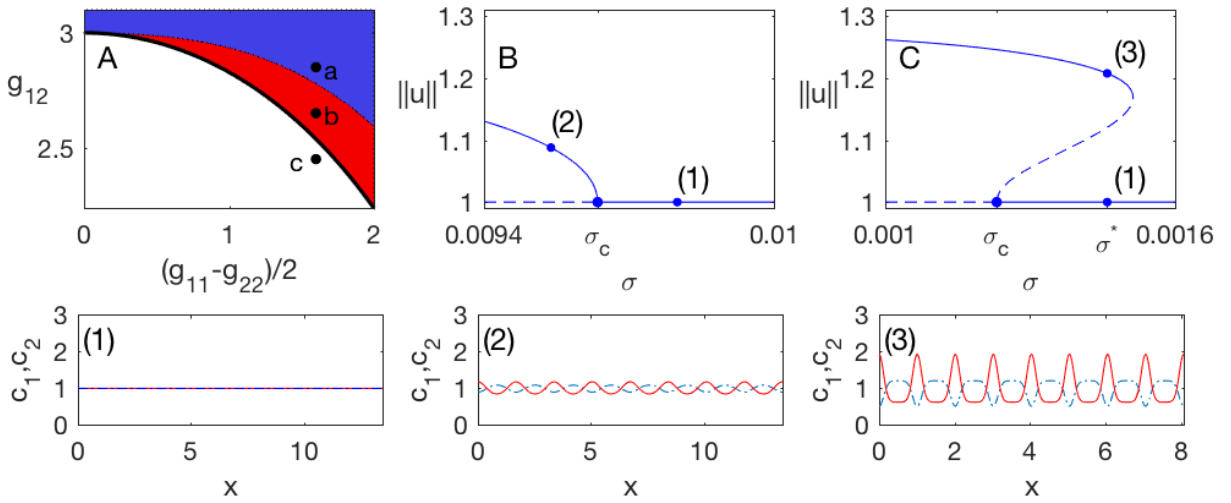 A
3
g12
2.5
a
b
c
0
1
2
(g11-g22)/2
B
1.3
||u||
1.2
1.1
1
(2)
(1)
0.0094
σc
0.01
σ
C
1.3
||u||
1.2
1.1
1
(3)
(1)
0.001
σc
σ*
0.0016
σ
(1)
3
c1,c2
2
1
0
0
5
10
x
(2)
3
c1,c2
2
1
0
0
5
10
x
(3)
3
c1,c2
2
1
0
0
2
4
6
8
x